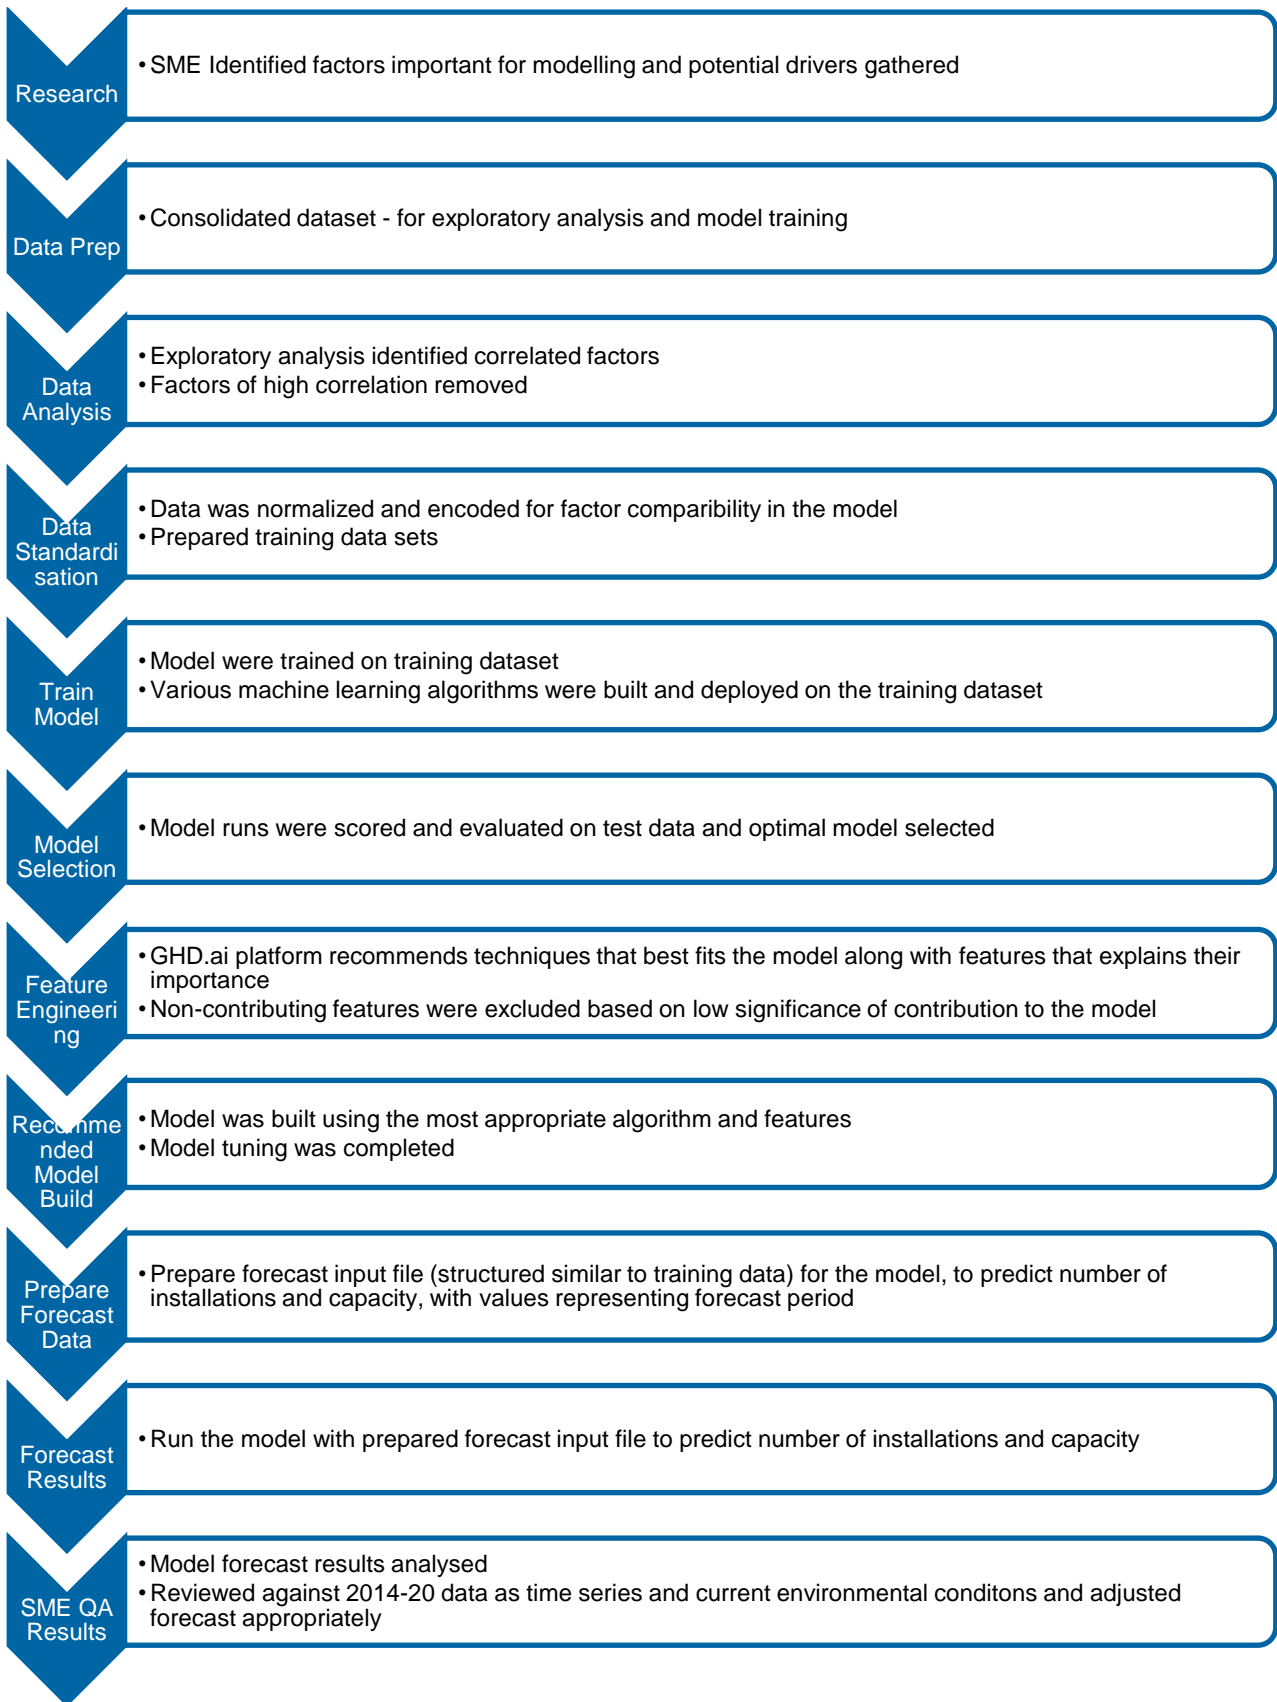 Research
• SME Identified factors important for modelling and potential drivers gathered
Data Prep
• Consolidated dataset - for exploratory analysis and model training
Data
Analysis
• Exploratory analysis identified correlated factors
• Factors of high correlation removed
Data
Standardi
sation
• Data was normalized and encoded for factor comparibility in the model
• Prepared training data sets
Train
Model
• Model were trained on training dataset
• Various machine learning algorithms were built and deployed on the training dataset
Model
Selection
• Model runs were scored and evaluated on test data and optimal model selected
Feature
Engineeri
ng
• GHD.ai platform recommends techniques that best fits the model along with features that explains their
importance
• Non-contributing features were excluded based on low significance of contribution to the model
Recomme
nded
Model
Build
• Model was built using the most appropriate algorithm and features
• Model tuning was completed
Prepare
Forecast
Data
• Prepare forecast input file (structured similar to training data) for the model, to predict number of
installations and capacity, with values representing forecast period
Forecast
Results
• Run the model with prepared forecast input file to predict number of installations and capacity
SME QA
Results
• Model forecast results analysed
• Reviewed against 2014-20 data as time series and current environmental conditons and adjusted
forecast appropriately